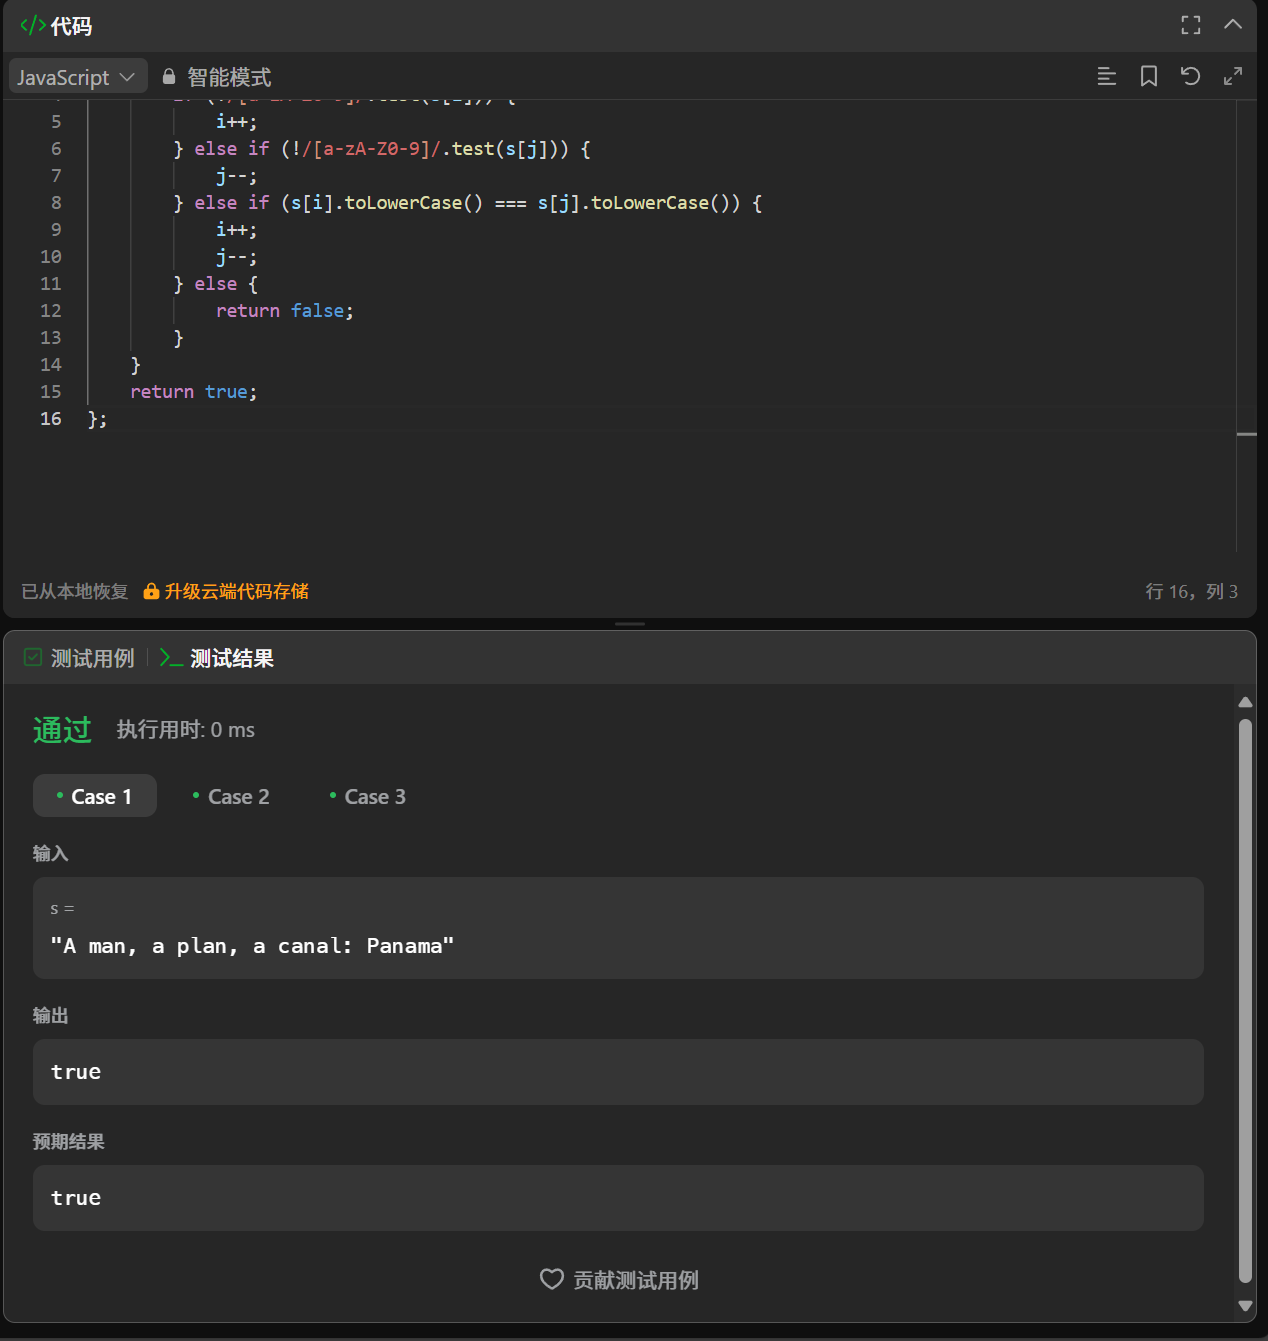 </> 代码
JavaScript 智能模式
5 i++;
6 } else if (!/[a-zA-Z0-9]/.test(s[j])) {
7 j--;
8 } else if (s[i].toLowerCase() === s[j].toLowerCase()) {
9 i++;
10 j--;
11 } else {
12 return false;
13 }
14 }
15 return true;
16 };
已从本地恢复 升级云端代码存储 行 16，列 3
测试用例 >_ 测试结果
通过 执行用时: 0 ms
• Case 1 • Case 2 • Case 3
输入
s =
"A man, a plan, a canal: Panama"
输出
true
预期结果
true
贡献测试用例